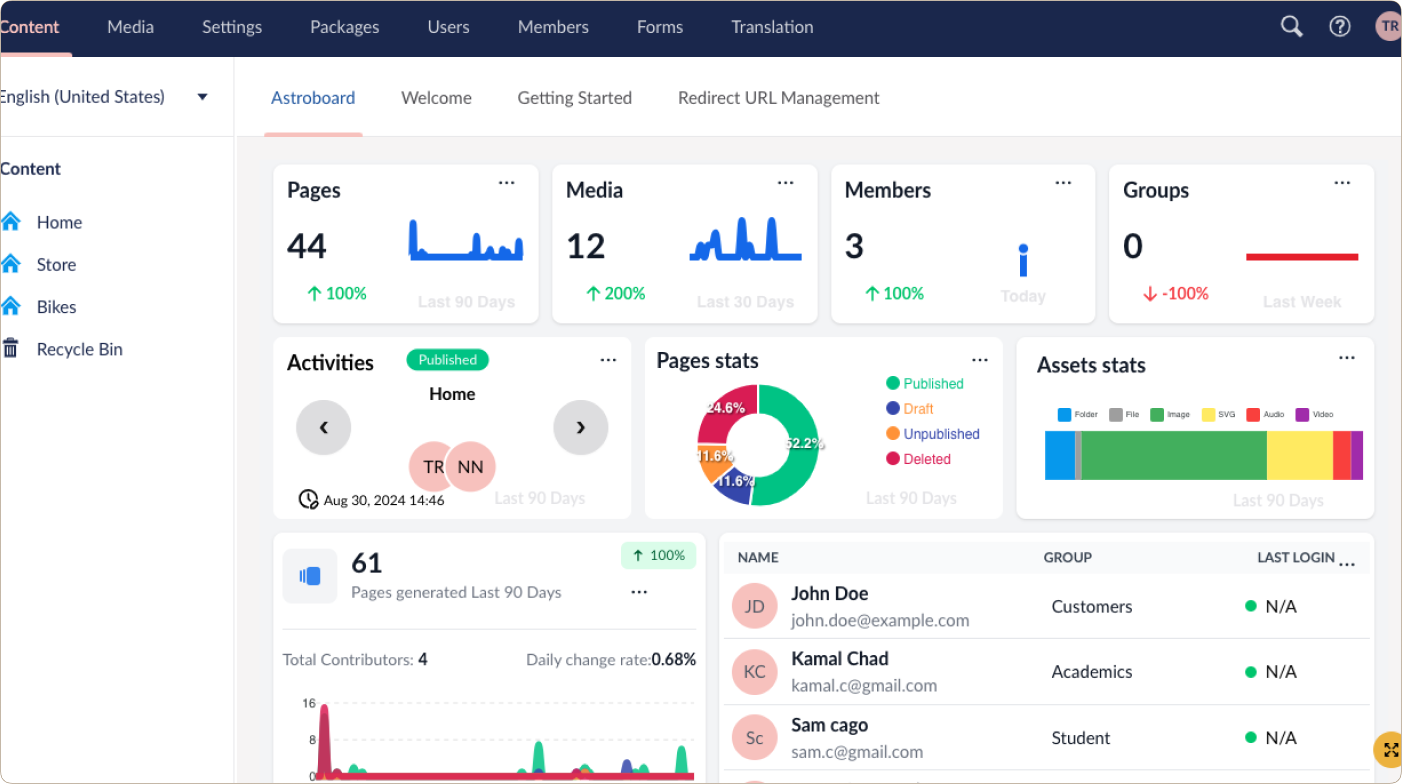 Content Media Settings Packages Users Members Forms Translation TR
English (United States)
Astroboard Welcome Getting Started Redirect URL Management
Content
Home
Store
Bikes
Recycle Bin
Pages ...
44
100%
Last 90 Days
Media ...
12
200%
Last 30 Days
Members ...
3
100%
Today
Groups ...
0
-100%
Last Week
Activities Published ...
Home
TR NN
Aug 30, 2024 14:46 Last 90 Days
Pages stats ...
24.6%
52.2%
11.6%
11.6%
Published
Draft
Unpublished
Deleted
Last 90 Days
Assets stats ...
Folder File Image SVG Audio Video
Last 90 Days
61 100%
Pages generated Last 90 Days ...
Total Contributors: 4 Daily change rate:0.68%
16
8
0
NAME GROUP LAST LOGIN ...
JD John Doe Customers N/A
john.doe@example.com
KC Kamal Chad Academics N/A
kamal.c@gmail.com
Sc Sam cago Student N/A
sam.c@gmail.com